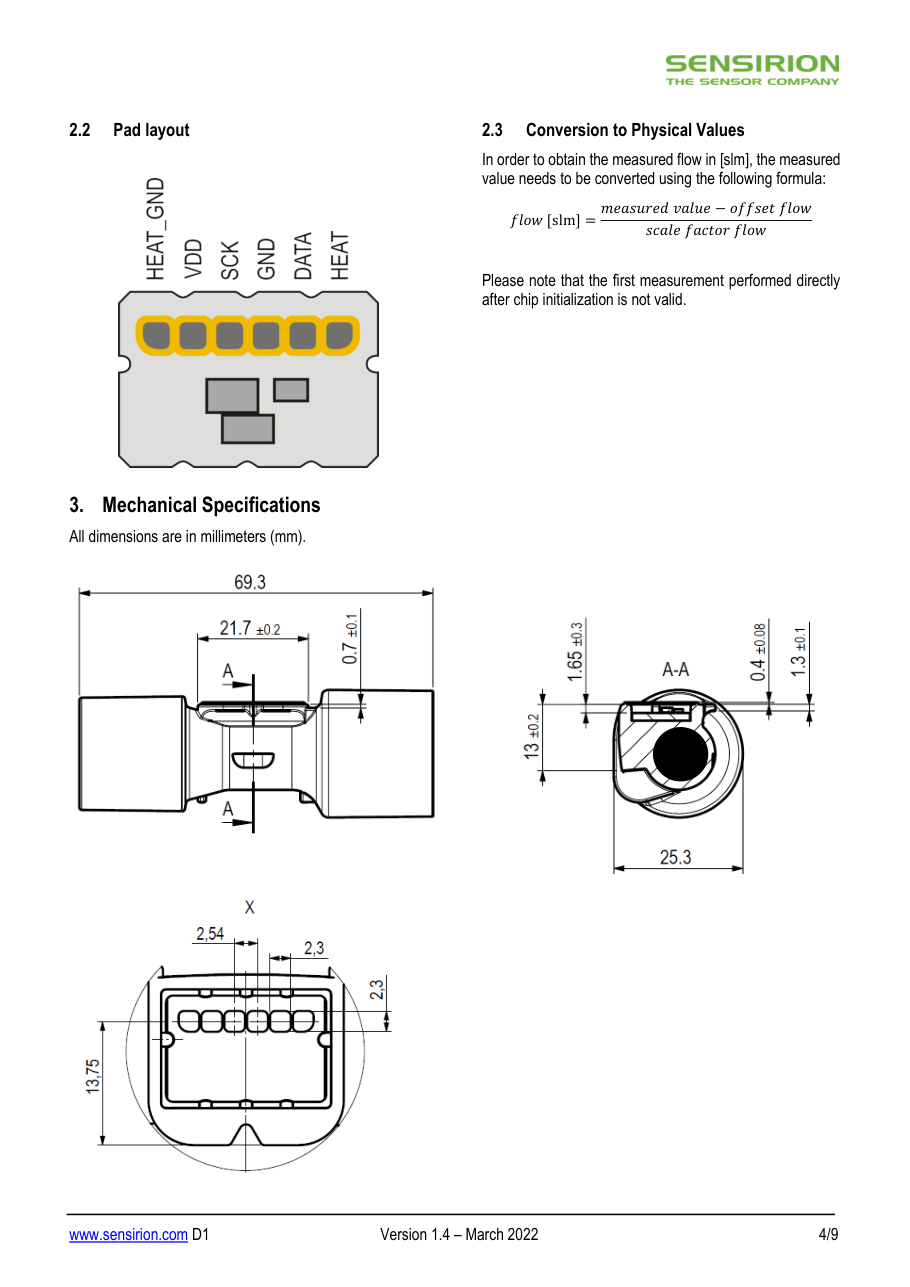 SENSIRION
THE SENSOR COMPANY
2.2 Pad layout
HEAT_GND
VDD
SCK
GND
DATA
HEAT
2.3 Conversion to Physical Values
In order to obtain the measured flow in [slm], the measured
value needs to be converted using the following formula:
flow [slm] = measured value − offset flow
scale factor flow
Please note that the first measurement performed directly
after chip initialization is not valid.
3. Mechanical Specifications
All dimensions are in millimeters (mm).
69.3
21.7 ±0.2
0.7 ±0.1
A
A
1.65 ±0.3
A-A
0.4 ±0.08
1.3 ±0.1
13 ±0.2
25.3
X
2,54
2,3
2,3
13,75
www.sensirion.com D1 Version 1.4 – March 2022 4/9